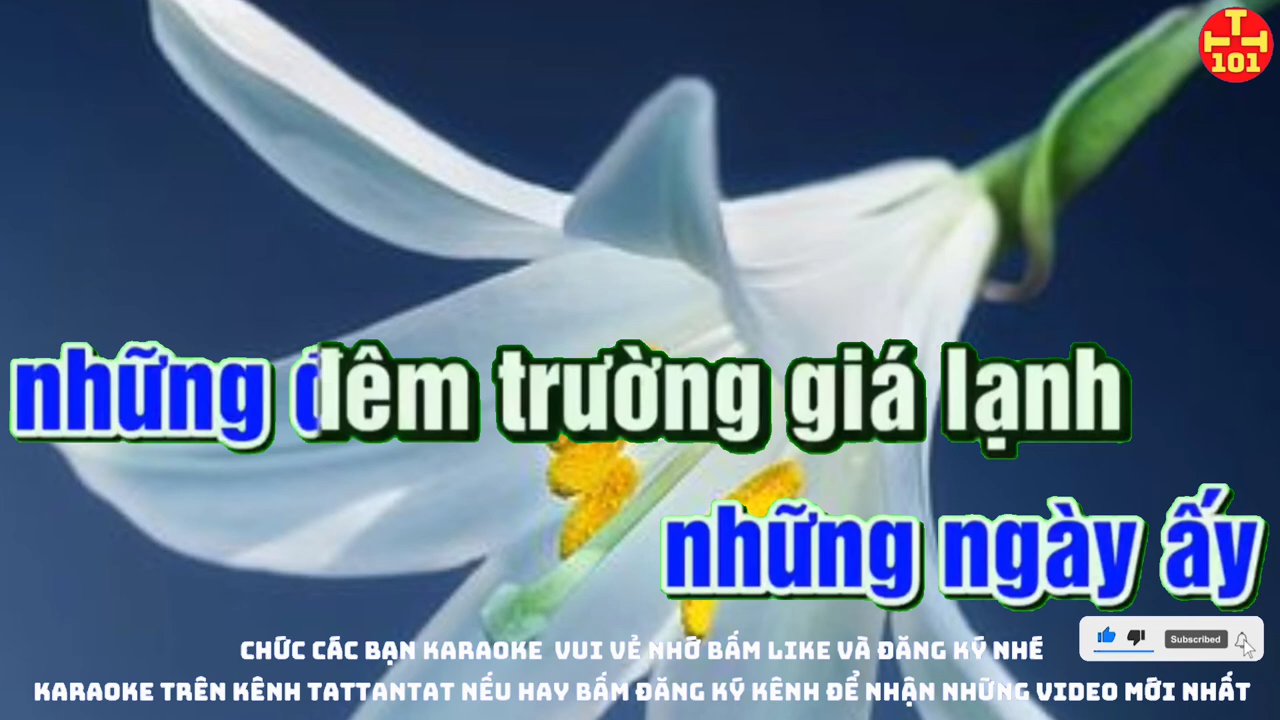 T
TT
101
những đêm trường giá lạnh
những ngày ấy
CHỨC CÁC BẠN KARAOKE VUI VẺ NHỚ BẤM LIKE VÀ ĐĂNG KÝ NHÉ
Subscribed
KARAOKE TRÊN KÊNH TATTANTAT NẾU HAY BẤM ĐĂNG KÝ KÊNH ĐỂ NHẬN NHỮNG VIDEO MỚI NHẤT